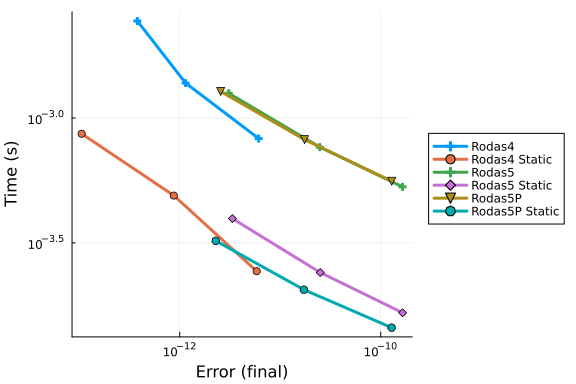 10^-3.0
10^-3.5
Time (s)
10^-12
10^-10
Error (final)
Rodas4
Rodas4 Static
Rodas5
Rodas5 Static
Rodas5P
Rodas5P Static